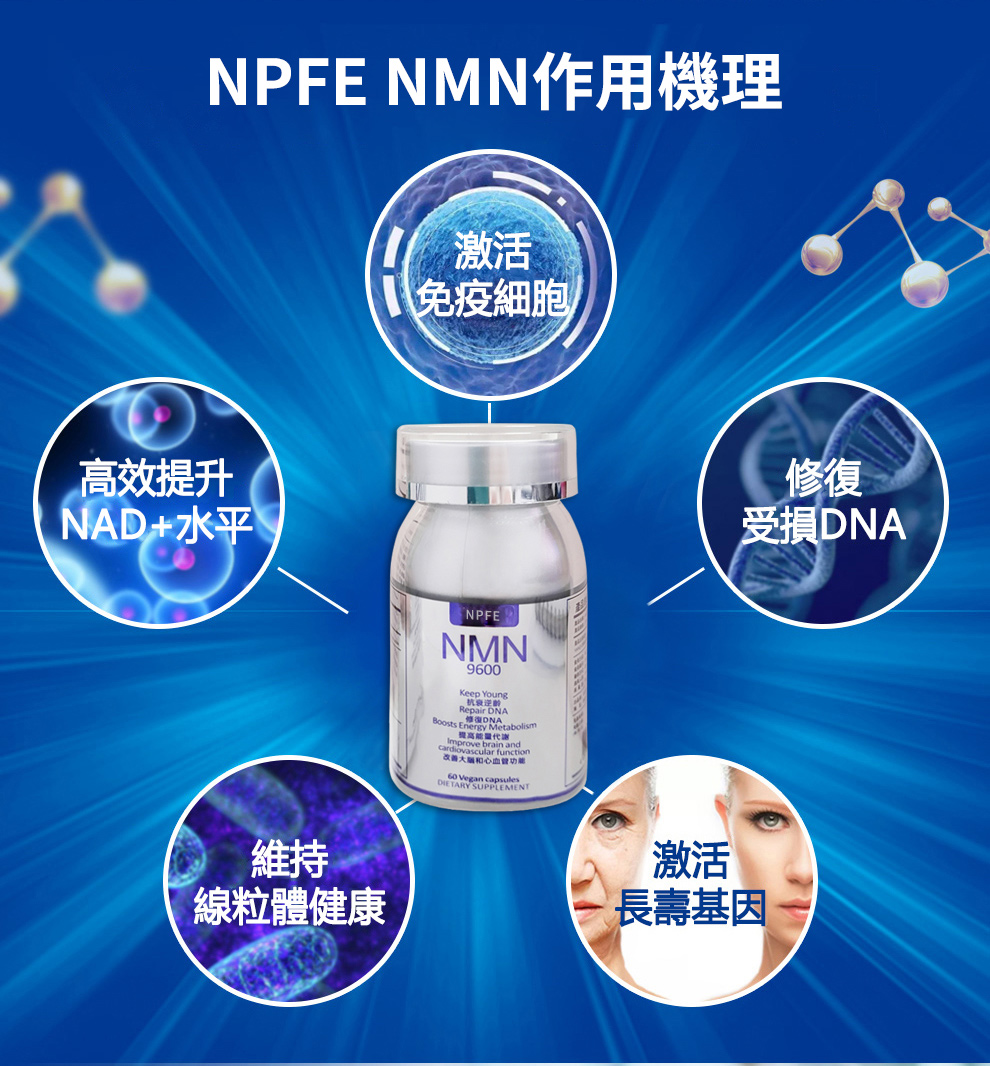 NPFE NMN作用機理
激活
免疫細胞
高效提升
NAD+水平
修復
受損DNA
NPFE
NMN
9600
Keep Young
抗衰逆齡
Repair DNA
修復DNA
Boosts Energy Metabolism
提高能量代謝
Improve brain and
cardiovascular function
改善大腦和心血管功能
60 Vegan capsules
DIETARY SUPPLEMENT
維持
線粒體健康
激活
長壽基因